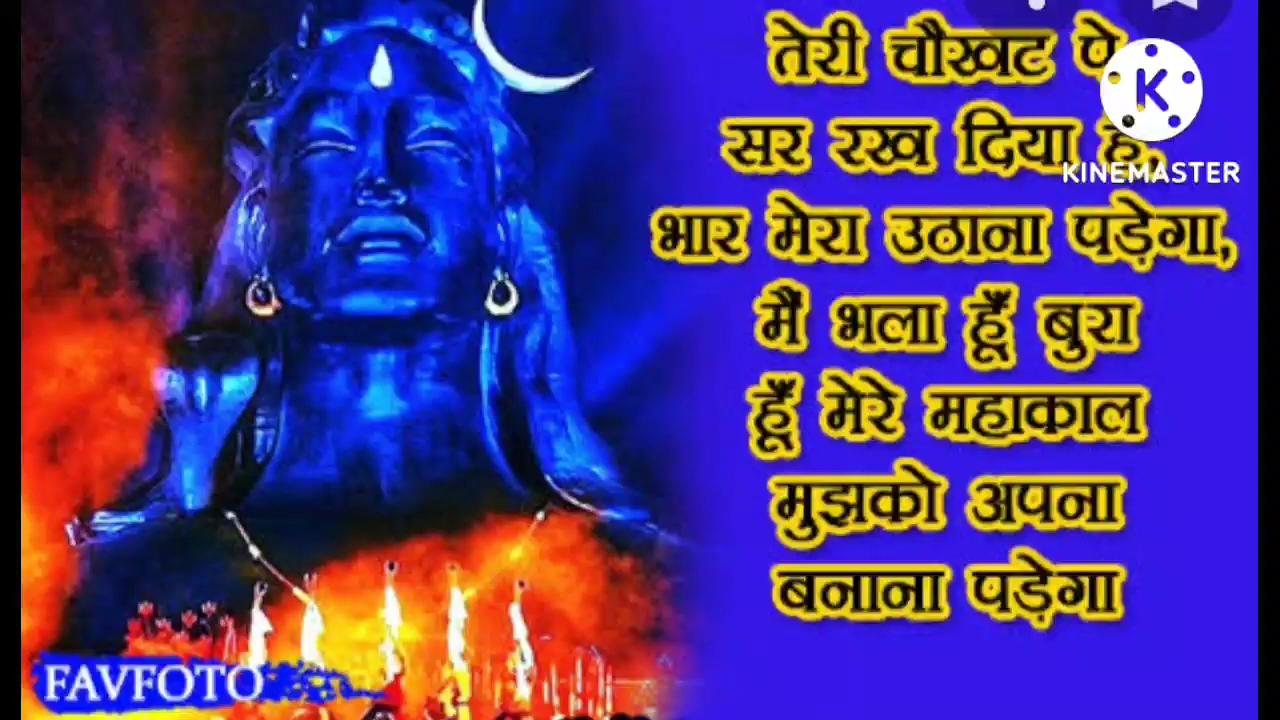 तेरी चौखट पे
सर रख दिया है,
भार मेरा उठाना पड़ेगा,
मैं भला हूँ बुरा
हूँ मेरे महाकाल
मुझको अपना
बनाना पड़ेगा
K
KINEMASTER
FAVFOTO